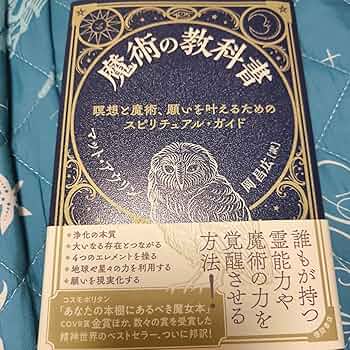 魔術の教科書
瞑想と魔術、願いを叶えるための
スピリチュアル・ガイド
マット・アウリン
岡昌広［訳］
誰もが持つ
霊能力や
魔術の力を
覚醒させる
方法！
・浄化の本質
・大いなる存在とつながる
・4つのエレメントを操る
・地球や星々の力を利用する
・願いを現実化する
コスモポリタン
「あなたの本棚にあるべき魔女本」
COVR賞金賞ほか、数々の賞を受賞した
精神世界のベストセラー、ついに邦訳！